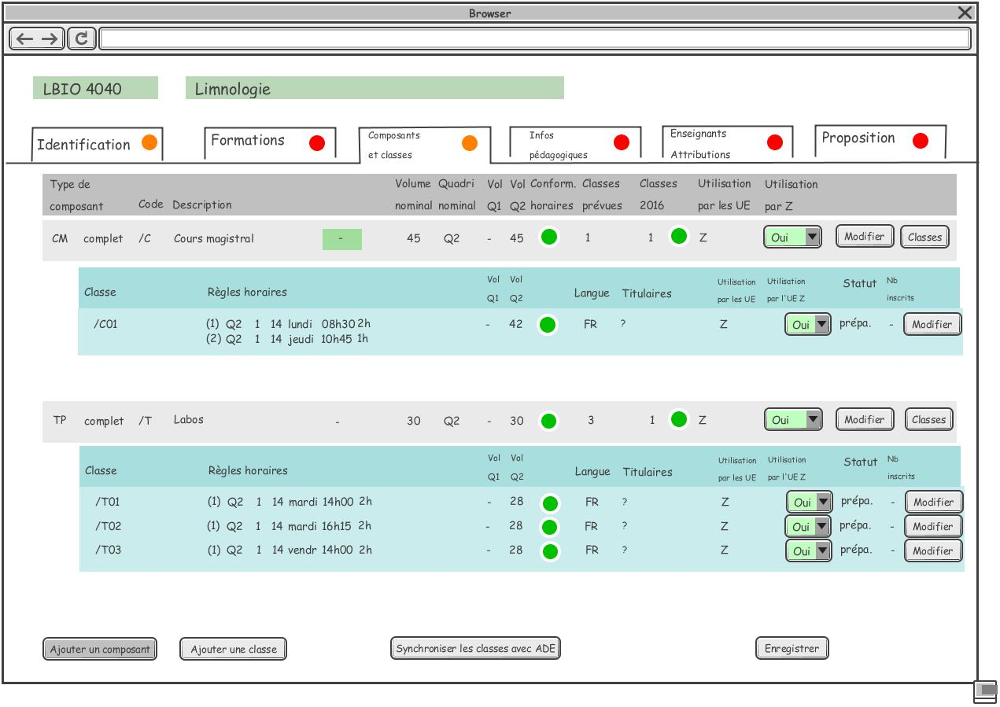 Browser
LBIO 4040 Limnologie
Identification Formations Composants et classes Infos pédagogiques Enseignants Attributions Proposition
Type de composant Code Description Volume nominal Quadri nominal Vol Q1 Vol Q2 Conform. horaires Classes prévues Classes 2016 Utilisation par les UE Utilisation par Z
CM complet /C Cours magistral - 45 Q2 - 45 1 1 Z Oui Modifier Classes
Classe Règles horaires Vol Q1 Vol Q2 Langue Titulaires Utilisation par les UE Utilisation par l'UE Z Statut Nb inscrits
/C01 (1) Q2 1 14 lundi 08h30 2h - 42 FR ? Z Oui prépa. - Modifier
(2) Q2 1 14 jeudi 10h45 1h
TP complet /T Labos - 30 Q2 - 30 3 1 Z Oui Modifier Classes
Classe Règles horaires Vol Q1 Vol Q2 Langue Titulaires Utilisation par les UE Utilisation par l'UE Z Statut Nb inscrits
/T01 (1) Q2 1 14 mardi 14h00 2h - 28 FR ? Z Oui prépa. - Modifier
/T02 (1) Q2 1 14 mardi 16h15 2h - 28 FR ? Z Oui prépa. - Modifier
/T03 (1) Q2 1 14 vendr 14h00 2h - 28 FR ? Z Oui prépa. - Modifier
Ajouter un composant Ajouter une classe Synchroniser les classes avec ADE Enregistrer